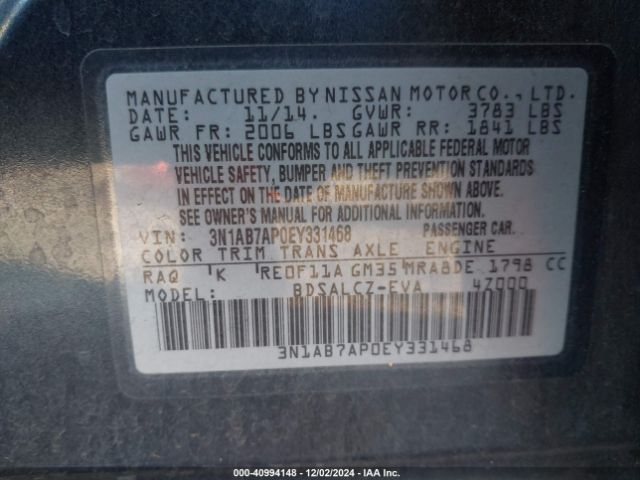 MANUFACTURED BY NISSAN MOTOR CO., LTD.
DATE: 11/14. GVWR: 3783 LBS
GAWR FR: 2006 LBS GAWR RR: 1841 LBS
THIS VEHICLE CONFORMS TO ALL APPLICABLE FEDERAL MOTOR
VEHICLE SAFETY, BUMPER AND THEFT PREVENTION STANDARDS
IN EFFECT ON THE DATE OF MANUFACTURE SHOWN ABOVE.
SEE OWNER'S MANUAL FOR ADDITIONAL INFORMATION.
VIN: 3N1AB7AP0EY331468 PASSENGER CAR.
COLOR TRIM TRANS AXLE ENGINE
RAQ K RE0F11A GM35 MRA8DE 1798 CC
MODEL: BDSALCZ-EVA 4Z000
3N1AB7AP0EY331468
000-40994148 - 12/02/2024 - IAA Inc.